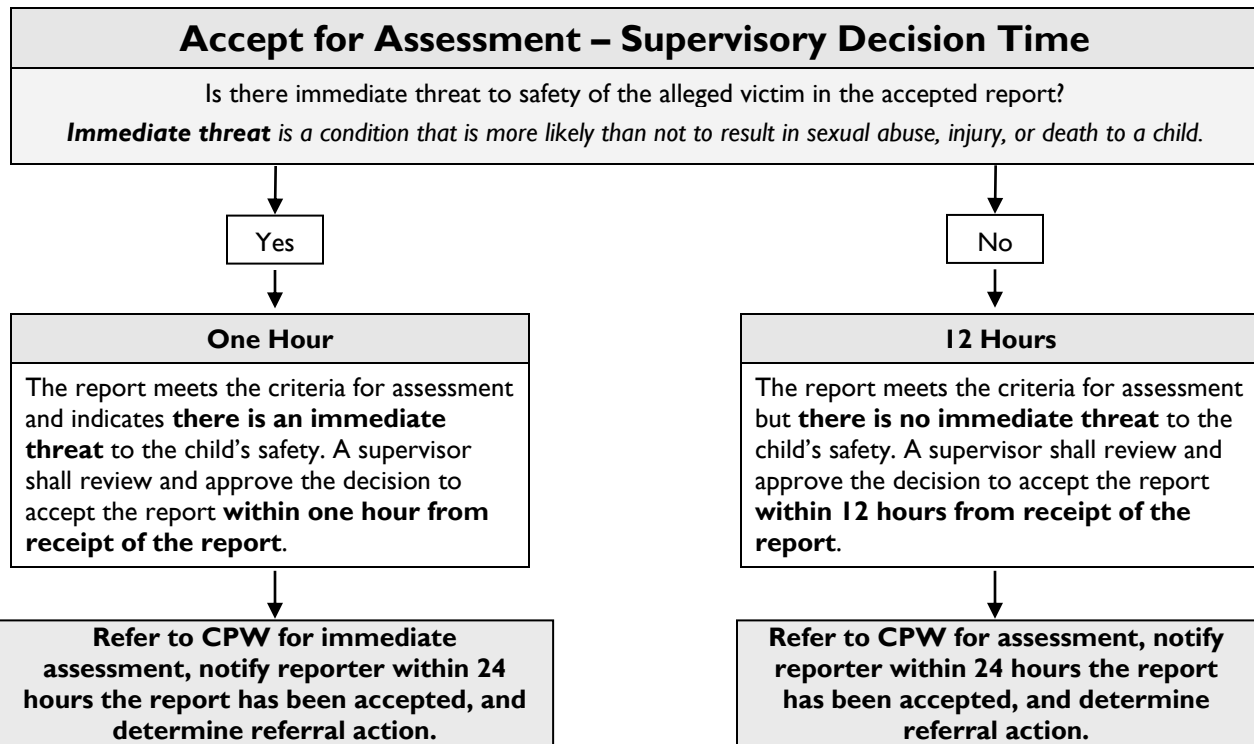 Accept for Assessment – Supervisory Decision Time
Is there immediate threat to safety of the alleged victim in the accepted report?
Immediate threat is a condition that is more likely than not to result in sexual abuse, injury, or death to a child.
Yes
No
One Hour
The report meets the criteria for assessment
and indicates there is an immediate
threat to the child’s safety. A supervisor
shall review and approve the decision to
accept the report within one hour from
receipt of the report.
12 Hours
The report meets the criteria for assessment
but there is no immediate threat to the
child’s safety. A supervisor shall review and
approve the decision to accept the report
within 12 hours from receipt of the
report.
Refer to CPW for immediate
assessment, notify reporter within 24
hours the report has been accepted, and
determine referral action.
Refer to CPW for assessment, notify
reporter within 24 hours the report
has been accepted, and determine
referral action.